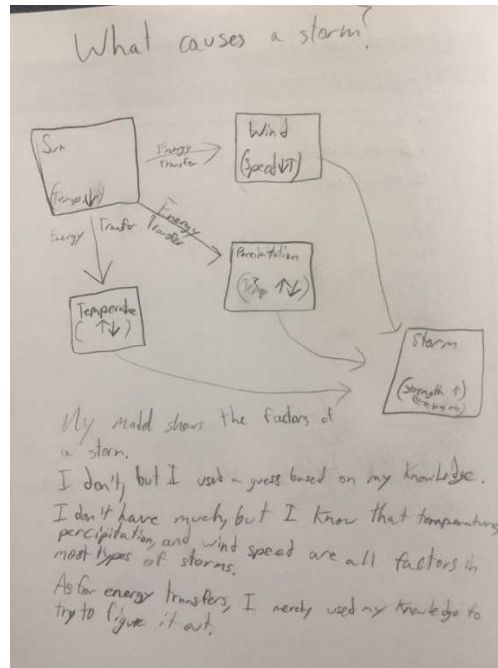 What causes a storm?
Sun
(Temp↓)
Energy
Transfer
Wind
(Speed ↓↑)
Energy
Transfer
Percipitation
(Temp ↑↓)
Energy Transfer
Temperature
( ↑↓)
Storm
(Strength ↑)
My model shows the factors of
a storm.
I don't, but I used a guess based on my knowledge.
I don't have much, but I know that temperature,
percipitation, and wind speed are all factors in
most types of storms.
As for energy transfers, I merely used my knowledge to
try to figure it out.